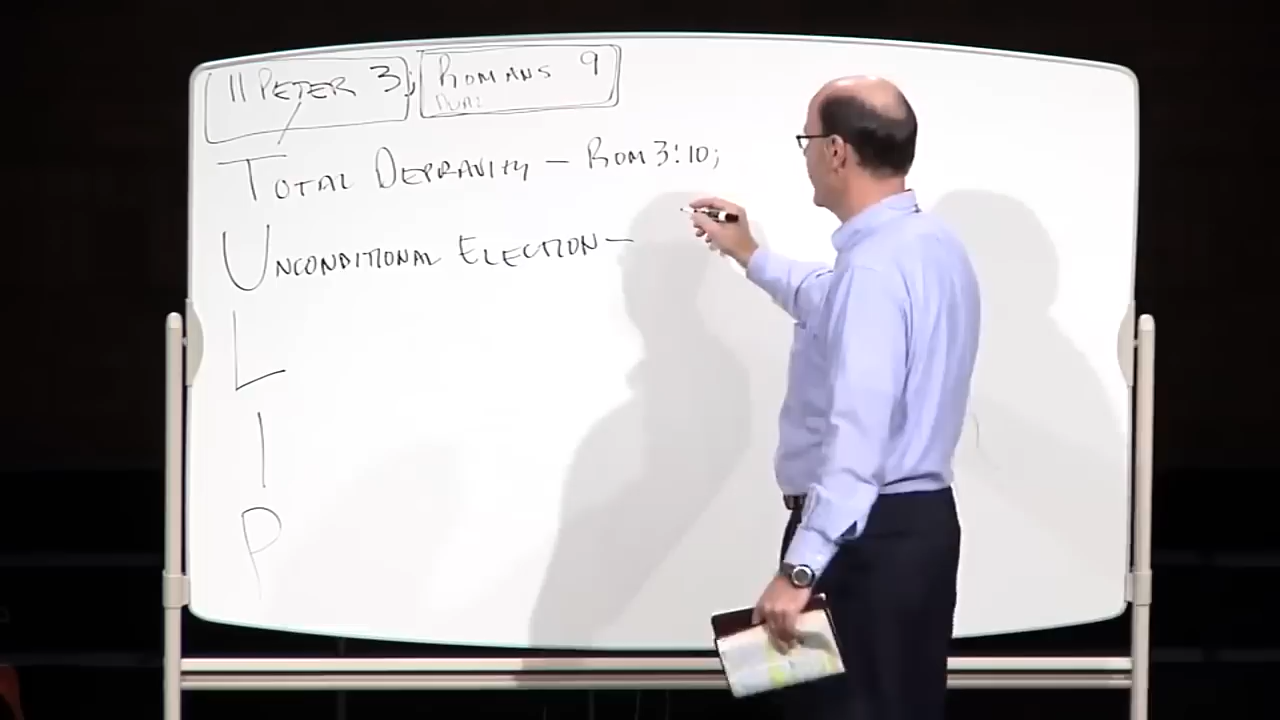 II PETER 3; ROMANS 9
TOTAL DEPRAVITY – ROM 3:10;
UNCONDITIONAL ELECTION –
L
I
P